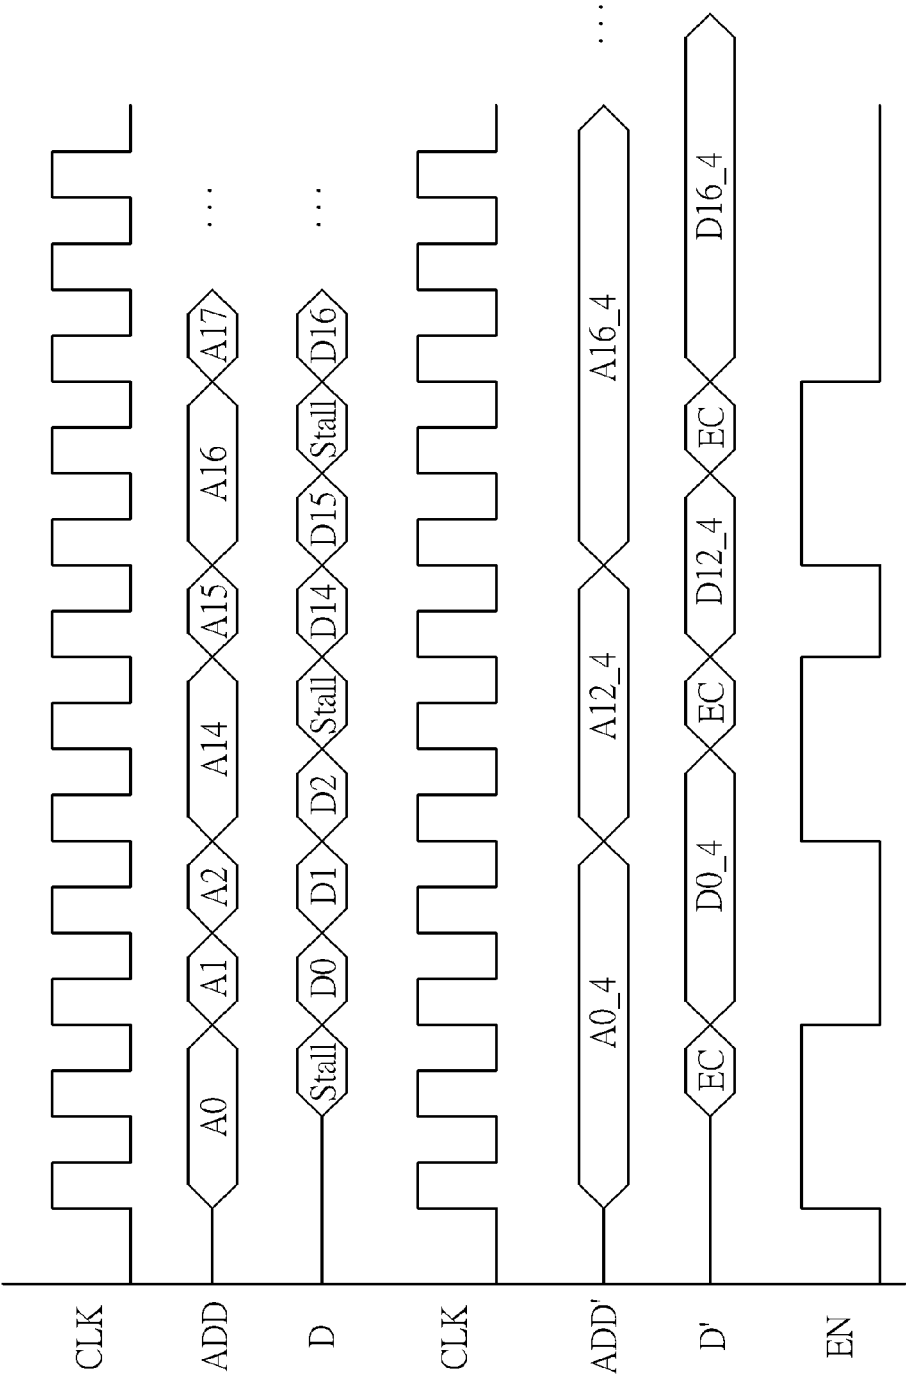 CLK
ADD A0 A1 A2 A14 A15 A16 A17 ...
D Stall D0 D1 D2 Stall D14 D15 Stall D16 ...
CLK
ADD' A0_4 A12_4 A16_4 ...
D' EC D0_4 EC D12_4 EC D16_4
EN